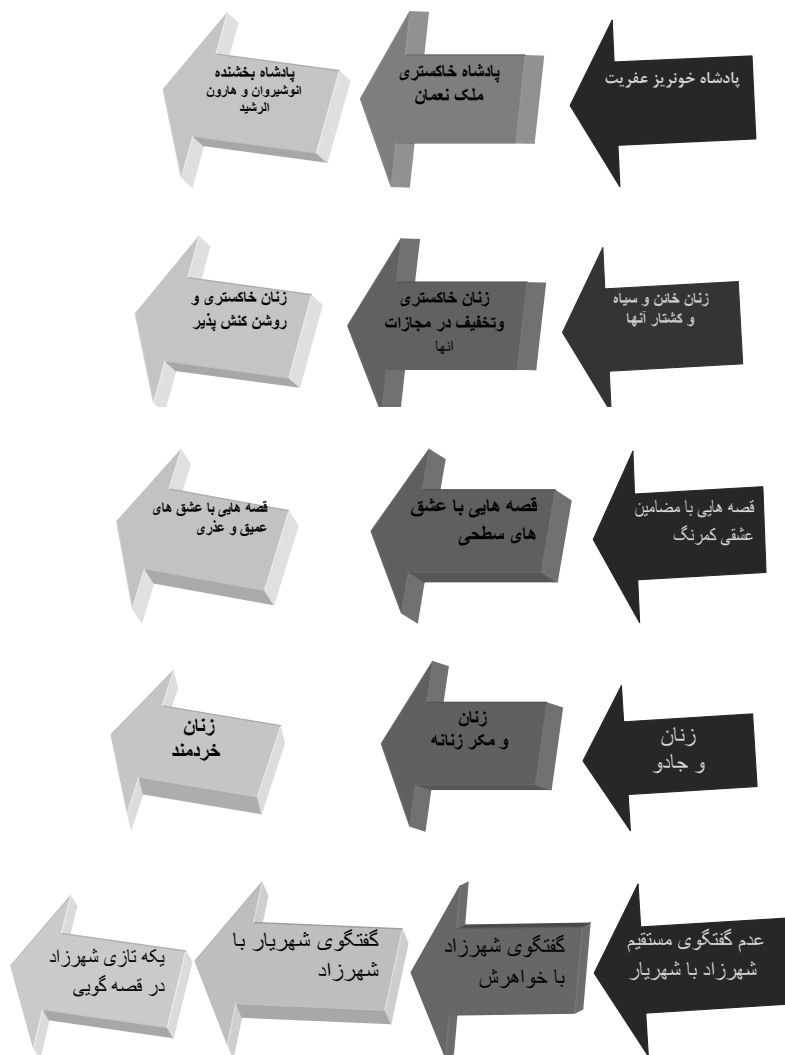 پادشاه خونریز عفریت
پادشاه خاکستری
ملک نعمان
پادشاه بخشنده
انوشیروان و هارون
الرشید
زنان خائن و سیاه
و کشتار آنها
زنان خاکستری
وتخفیف در مجازات
انها
زنان خاکستری و
روشن کنش پذیر
قصه هایی با مضامین
عشقی کمرنگ
قصه هایی با عشق
های سطحی
قصه هایی با عشق های
عمیق و عذری
زنان
و جادو
زنان
و مکر زنانه
زنان
خردمند
عدم گفتگوی مستقیم
شهرزاد با شهریار
گفتگوی شهرزاد
با خواهرش
گفتگوی شهریار با
شهرزاد
یکه تازی شهرزاد
در قصه گویی